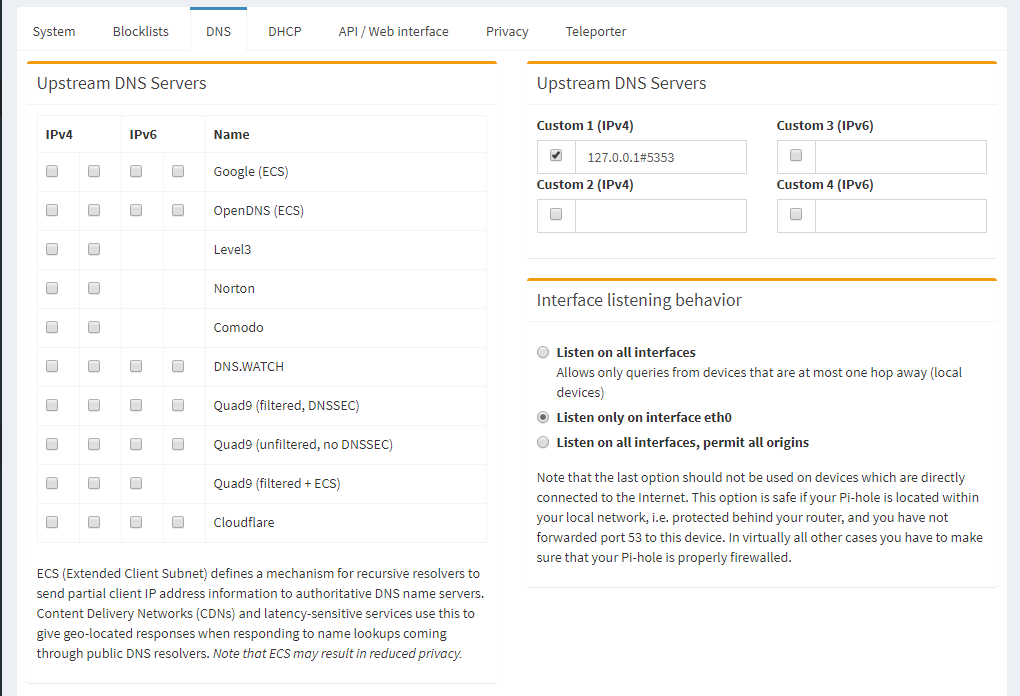 System Blocklists DNS DHCP API / Web interface Privacy Teleporter
Upstream DNS Servers
IPv4 IPv6 Name
Google (ECS)
OpenDNS (ECS)
Level3
Norton
Comodo
DNS.WATCH
Quad9 (filtered, DNSSEC)
Quad9 (unfiltered, no DNSSEC)
Quad9 (filtered + ECS)
Cloudflare
ECS (Extended Client Subnet) defines a mechanism for recursive resolvers to
send partial client IP address information to authoritative DNS name servers.
Content Delivery Networks (CDNs) and latency-sensitive services use this to
give geo-located responses when responding to name lookups coming
through public DNS resolvers. Note that ECS may result in reduced privacy.
Upstream DNS Servers
Custom 1 (IPv4) Custom 3 (IPv6)
127.0.0.1#5353
Custom 2 (IPv4) Custom 4 (IPv6)
Interface listening behavior
Listen on all interfaces
Allows only queries from devices that are at most one hop away (local
devices)
Listen only on interface eth0
Listen on all interfaces, permit all origins
Note that the last option should not be used on devices which are directly
connected to the Internet. This option is safe if your Pi-hole is located within
your local network, i.e. protected behind your router, and you have not
forwarded port 53 to this device. In virtually all other cases you have to make
sure that your Pi-hole is properly firewalled.